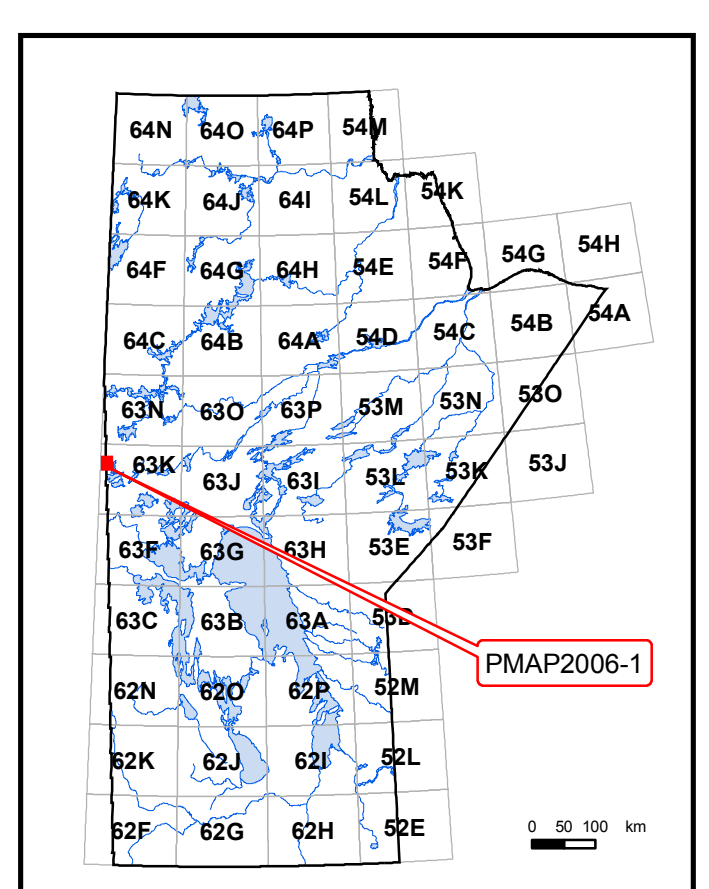 64N 64O 64P 54M
64K 64J 64I 54L 54K
64F 64G 64H 54E 54F 54G 54H
64C 64B 64A 54D 54C 54B 54A
63N 63O 63P 53M 53N 53O
63K 63J 63I 53L 53K 53J
63F 63G 63H 53E 53F
63C 63B 63A 53D
PMAP2006-1
62N 62O 62P 52M
62K 62J 62I 52L
62F 62G 62H 52E
0 50 100 km